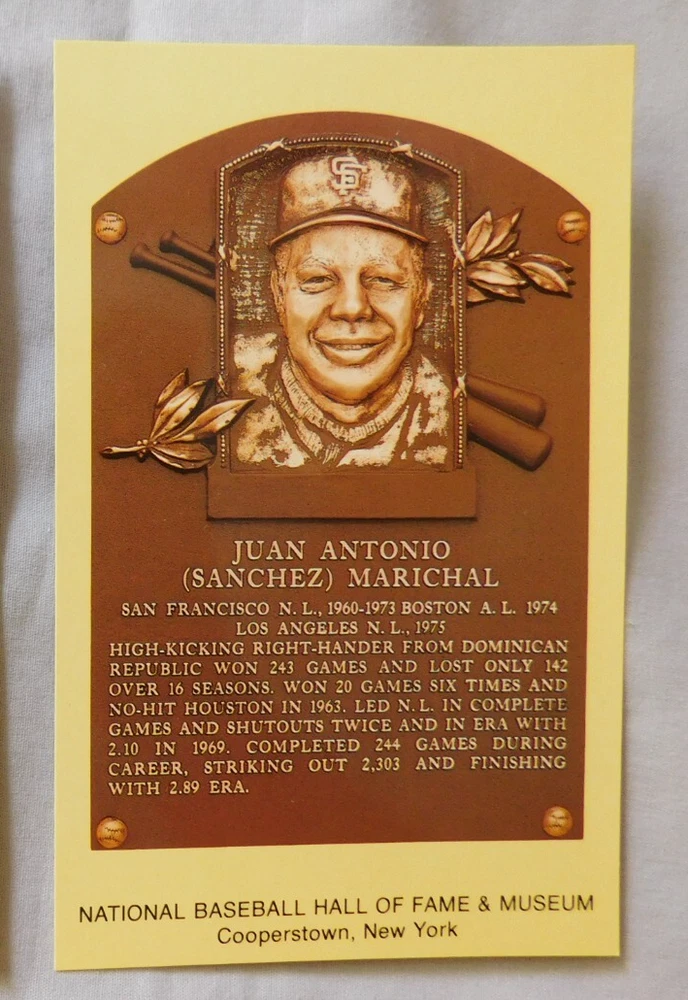 SF
JUAN ANTONIO
(SANCHEZ) MARICHAL
SAN FRANCISCO N. L., 1960-1973 BOSTON A. L. 1974
LOS ANGELES N. L., 1975
HIGH-KICKING RIGHT-HANDER FROM DOMINICAN
REPUBLIC WON 243 GAMES AND LOST ONLY 142
OVER 16 SEASONS. WON 20 GAMES SIX TIMES AND
NO-HIT HOUSTON IN 1963. LED N. L. IN COMPLETE
GAMES AND SHUTOUTS TWICE AND IN ERA WITH
2.10 IN 1969. COMPLETED 244 GAMES DURING
CAREER, STRIKING OUT 2,303 AND FINISHING
WITH 2.89 ERA.
NATIONAL BASEBALL HALL OF FAME & MUSEUM
Cooperstown, New York